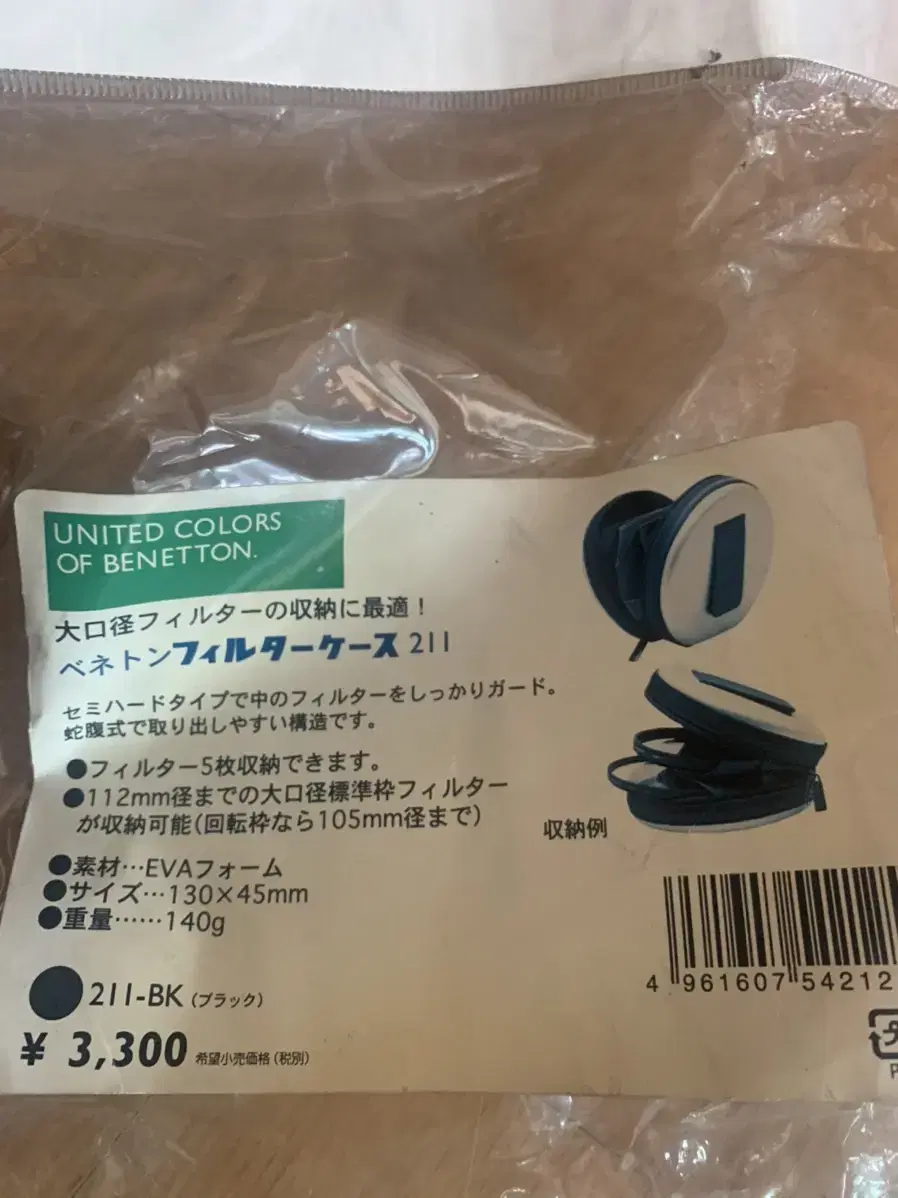 UNITED COLORS
OF BENETTON.
大口径フィルターの収納に最適！
ベネトンフィルターケース 211
セミハードタイプで中のフィルターをしっかりガード。
蛇腹式で取り出しやすい構造です。
●フィルター5枚収納できます。
●112mm径までの大口径標準枠フィルター
が収納可能(回転枠なら105mm径まで)
収納例
●素材…EVAフォーム
●サイズ…130×45mm
●重量……140g
4 961607 54212
211-BK (ブラック)
¥ 3,300 希望小売価格(税別)